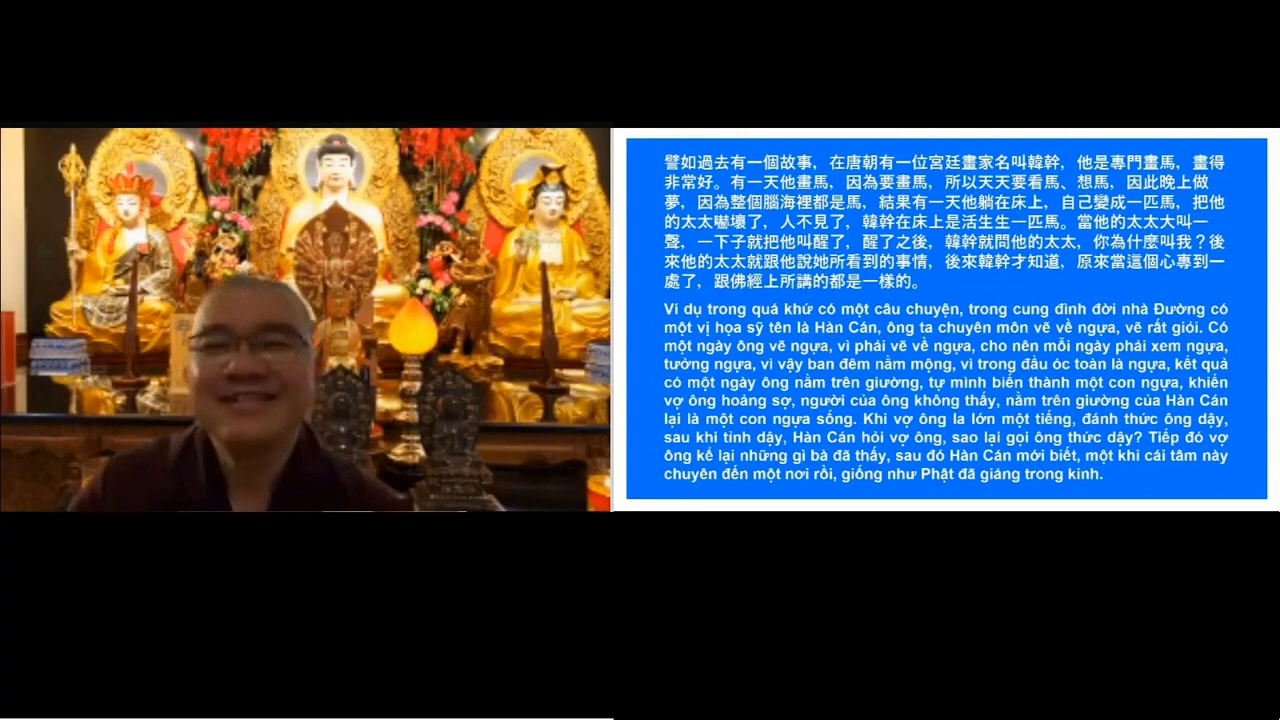 譬如過去有一個故事，在唐朝有一位宮廷畫家名叫韓幹，他是專門畫馬，畫得
非常好。有一天他畫馬，因為要畫馬，所以天天要看馬、想馬，因此晚上做
夢，因為整個腦海裡都是馬，結果有一天他躺在床上，自己變成一匹馬，把他
的太太嚇壞了，人不見了，韓幹在床上是活生生一匹馬。當他的太太大叫一
聲，一下子就把他叫醒了，醒了之後，韓幹就問他的太太，你為什麼叫我？後
來他的太太就跟他說她所看到的事情，後來韓幹才知道，原來當這個心專到一
處了，跟佛經上所講的都是一樣的。
Ví dụ trong quá khứ có một câu chuyện, trong cung đình đời nhà Đường có
một vị họa sỹ tên là Hàn Cán, ông ta chuyên môn vẽ về ngựa, vẽ rất giỏi. Có
một ngày ông vẽ ngựa, vì phải vẽ về ngựa, cho nên mỗi ngày phải xem ngựa,
tưởng ngựa, vì vậy ban đêm nằm mộng, vì trong đầu óc toàn là ngựa, kết quả
có một ngày ông nằm trên giường, tự mình biến thành một con ngựa, khiến
vợ ông hoảng sợ, người của ông không thấy, nằm trên giường của Hàn Cán
lại là một con ngựa sống. Khi vợ ông la lớn một tiếng, đánh thức ông dậy,
sau khi tỉnh dậy, Hàn Cán hỏi vợ ông, sao lại gọi ông thức dậy? Tiếp đó vợ
ông kể lại những gì bà đã thấy, sau đó Hàn Cán mới biết, một khi cái tâm này
chuyên đến một nơi rồi, giống như Phật đã giảng trong kinh.